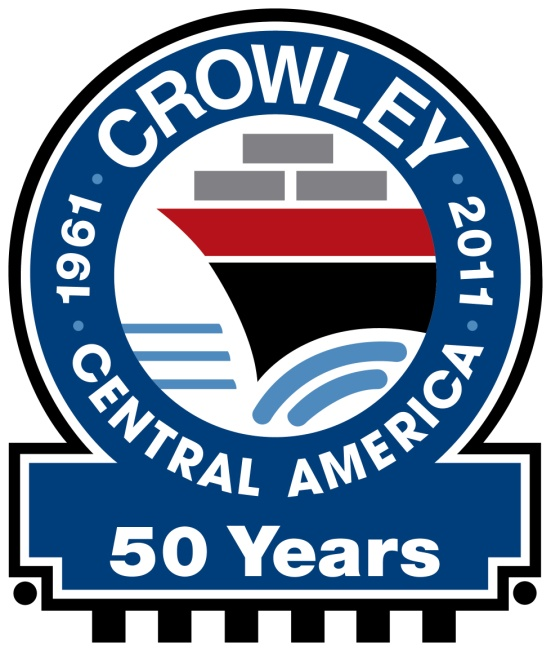 CROWLEY
1961
2011
CENTRAL AMERICA
50 Years